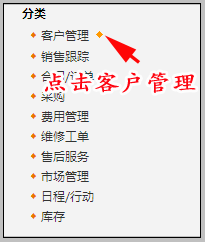 分类
客户管理
销售跟踪
点击客户管理
采购
费用管理
维修工单
售后服务
市场管理
日程/行动
库存